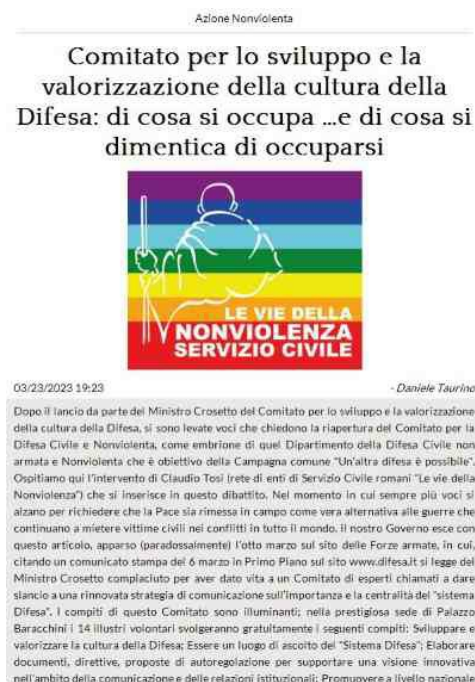 Azione Nonviolenta
Comitato per lo sviluppo e la
valorizzazione della cultura della
Difesa: di cosa si occupa ...e di cosa si
dimentica di occuparsi
LE VIE DELLA
NONVIOLENZA
SERVIZIO CIVILE
03/23/2023 19:23
- Daniele Taurino
Dopo il lancio da parte del Ministro Crosetto del Comitato per lo sviluppo e la valorizzazione
della cultura della Difesa, si sono levate voci che chiedono la riapertura del Comitato per la
Difesa Civile e Nonviolenta, come embrione di quel Dipartimento della Difesa Civile non
armata e Nonviolenta che è obiettivo della Campagna comune "Un'altra difesa è possibile".
Ospitiamo qui l'intervento di Claudio Tosi (rete di enti di Servizio Civile romani "Le vie della
Nonviolenza") che si inserisce in questo dibattito. Nel momento in cui sempre più voci si
alzano per richiedere che la Pace sia rimessa in campo come vera alternativa alle guerre che
continuano a mietere vittime civili nei conflitti in tutto il mondo, il nostro Governo esce con
questo articolo, apparso (paradossalmente) l'otto marzo sul sito delle Forze armate, in cui,
citando un comunicato stampa del 6 marzo in Primo Piano sul sito www.difesa.it si legge del
Ministro Crosetto compiaciuto per aver dato vita a un Comitato di esperti chiamati a dare
slancio a una rinnovata strategia di comunicazione sull'importanza e la centralità del "sistema
Difesa". I compiti di questo Comitato sono illuminanti; nella prestigiosa sede di Palazzo
Baracchini i 14 illustri volontari svolgeranno gratuitamente i seguenti compiti: Sviluppare e
valorizzare la cultura della Difesa; Essere un luogo di ascolto del "Sistema Difesa"; Elaborare
documenti, direttive, proposte di autoregolazione per supportare una visione innovativa
nell'ambito della comunicazione e delle relazioni istituzionali; Promuovere a livello nazionale